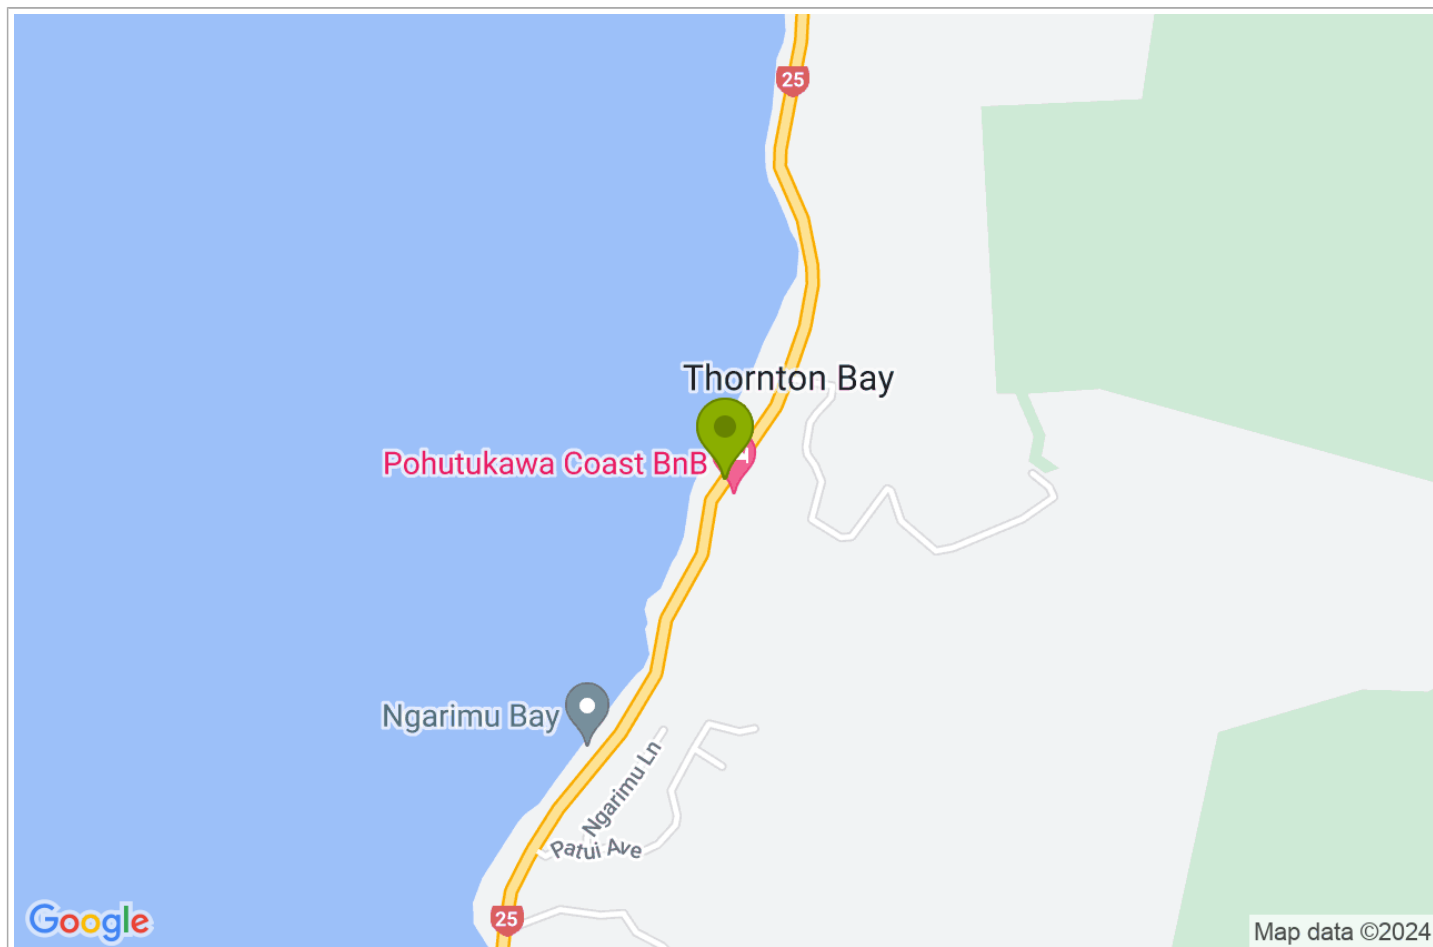 25
Thornton Bay
Pohutukawa Coast BnB
Ngarimu Bay
Ngarimu Ln
Patui Ave
25
Google
Map data ©2024